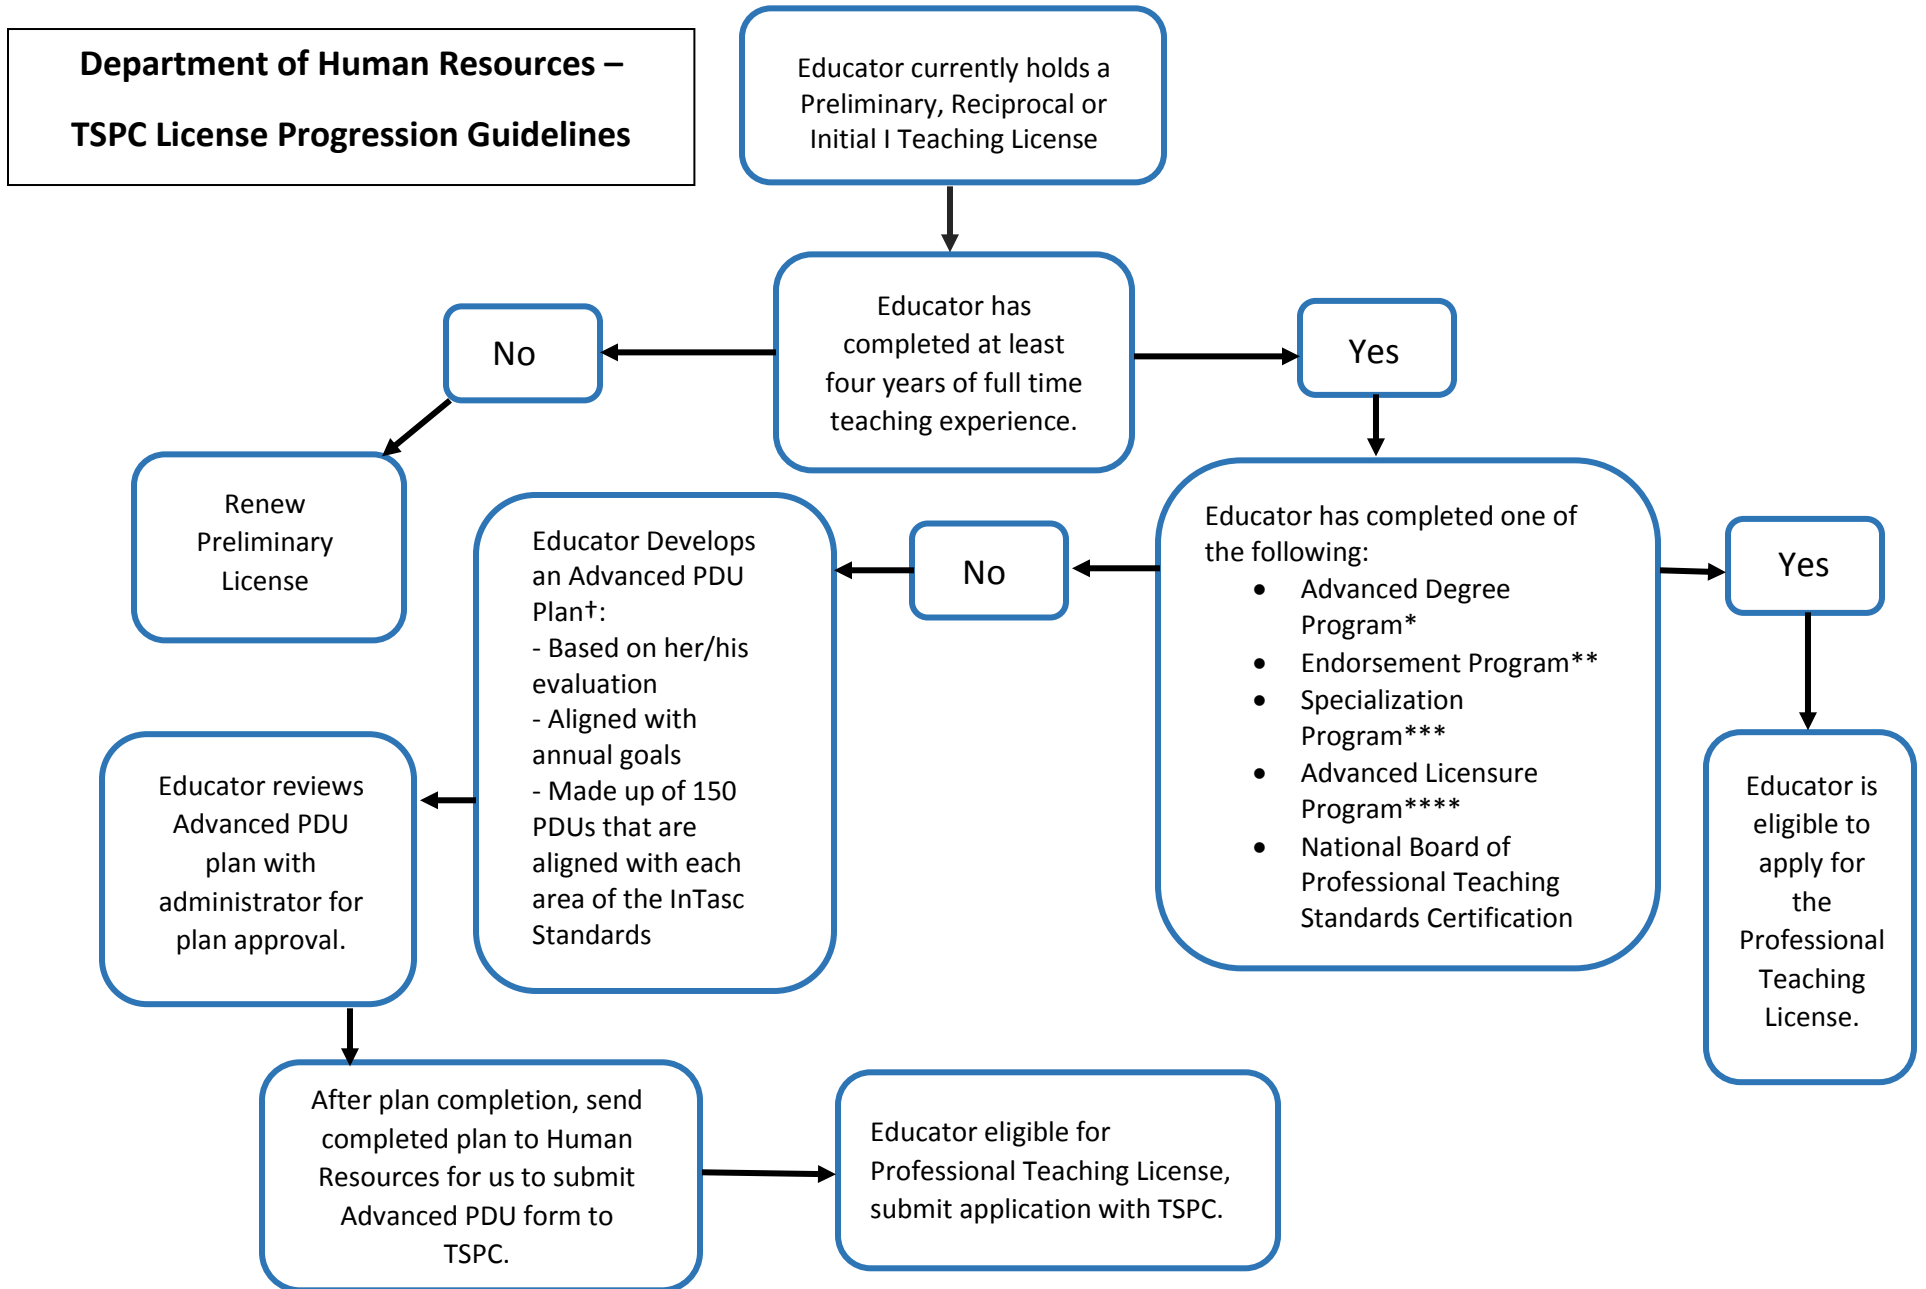 Department of Human Resources –
TSPC License Progression Guidelines
Educator currently holds a
Preliminary, Reciprocal or
Initial I Teaching License
Educator has
completed at least
four years of full time
teaching experience.
No
Yes
Renew
Preliminary
License
Educator has completed one of
the following:
• Advanced Degree
Program*
• Endorsement Program**
• Specialization
Program***
• Advanced Licensure
Program****
• National Board of
Professional Teaching
Standards Certification
No
Yes
Educator Develops
an Advanced PDU
Plan†:
- Based on her/his
evaluation
- Aligned with
annual goals
- Made up of 150
PDUs that are
aligned with each
area of the InTasc
Standards
Educator is
eligible to
apply for
the
Professional
Teaching
License.
Educator reviews
Advanced PDU
plan with
administrator for
plan approval.
After plan completion, send
completed plan to Human
Resources for us to submit
Advanced PDU form to
TSPC.
Educator eligible for
Professional Teaching License,
submit application with TSPC.